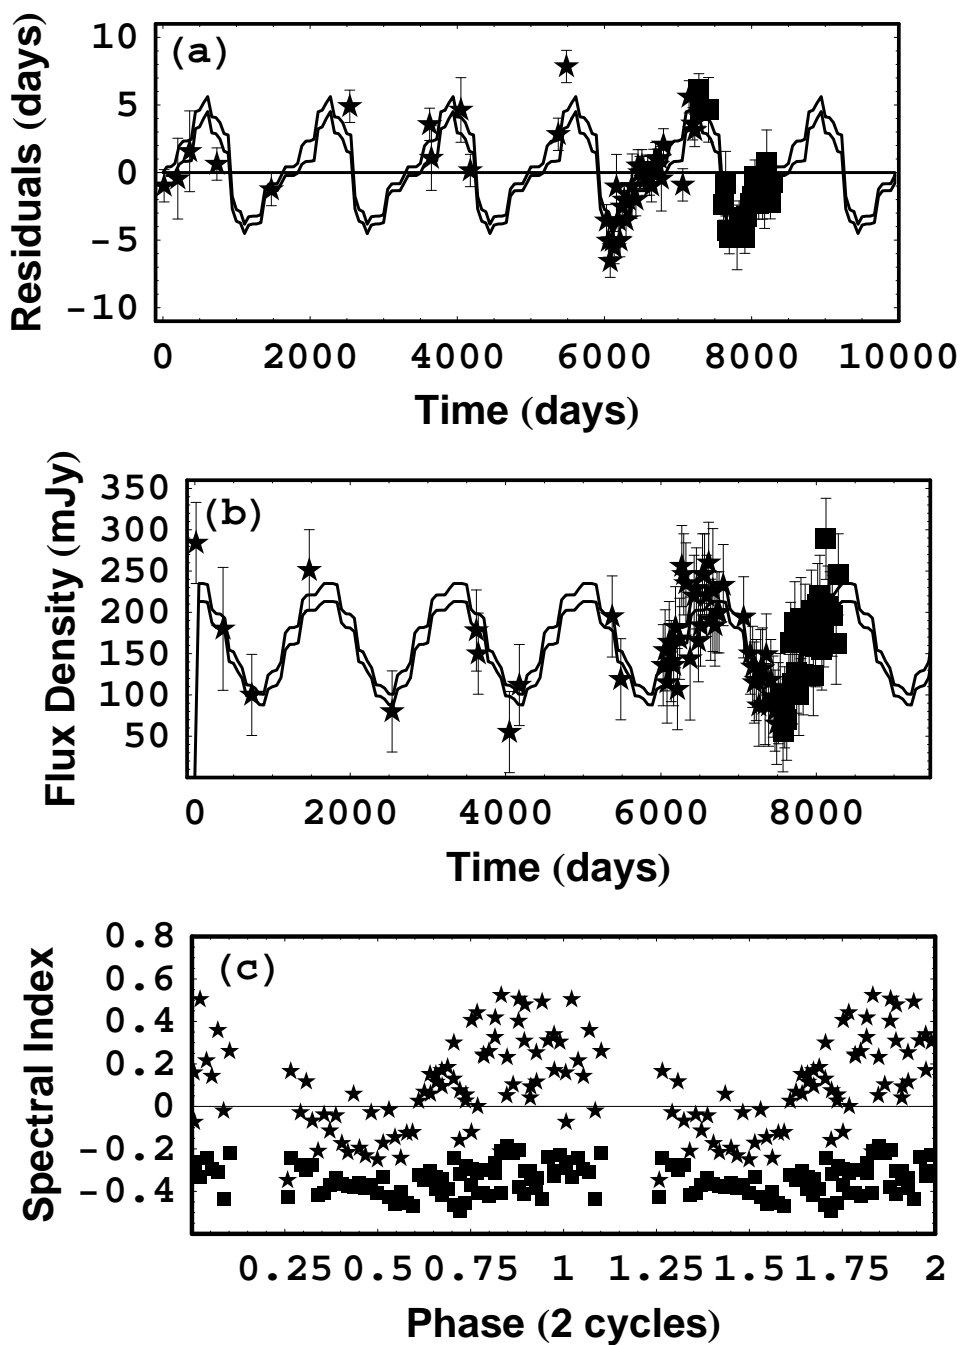 10
5
0
-5
-10
Residuals (days)
(a)
0 2000 4000 6000 8000 10000
Time (days)
350
300
250
200
150
100
50
Flux Density (mJy)
(b)
0 2000 4000 6000 8000
Time (days)
0.8
0.6
0.4
0.2
0
-0.2
-0.4
Spectral Index
(c)
0.25 0.5 0.75 1 1.25 1.5 1.75 2
Phase (2 cycles)